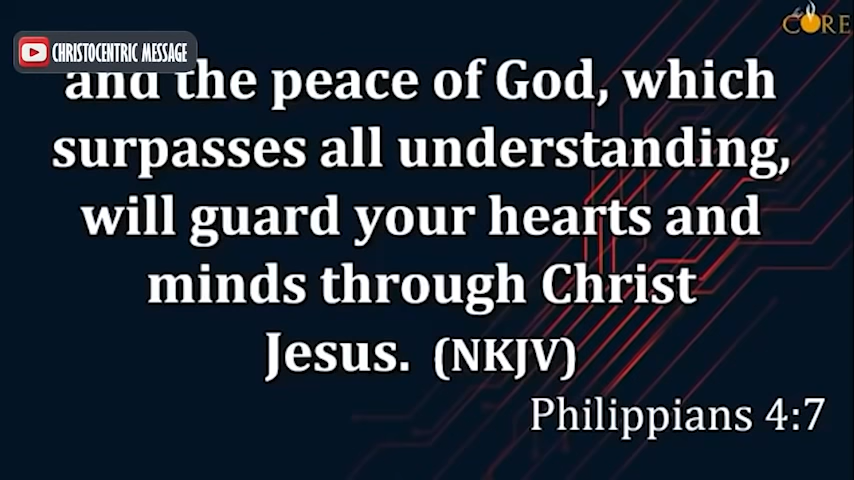 CORE
CHRISTOCENTRIC MESSAGE
and the peace of God, which
surpasses all understanding,
will guard your hearts and
minds through Christ
Jesus. (NKJV)
Philippians 4:7